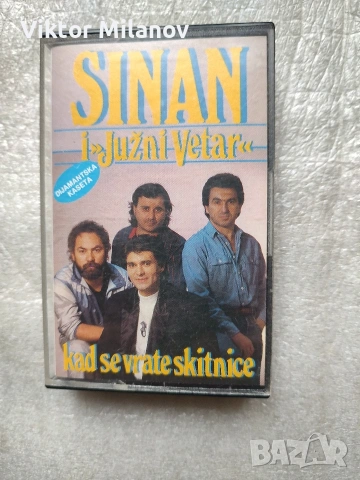 Viktor Milanov
SINAN
i»Južni Vetar«
DIJAMANTSKA
KASETA
kad se vrate skitnice
BAZAR